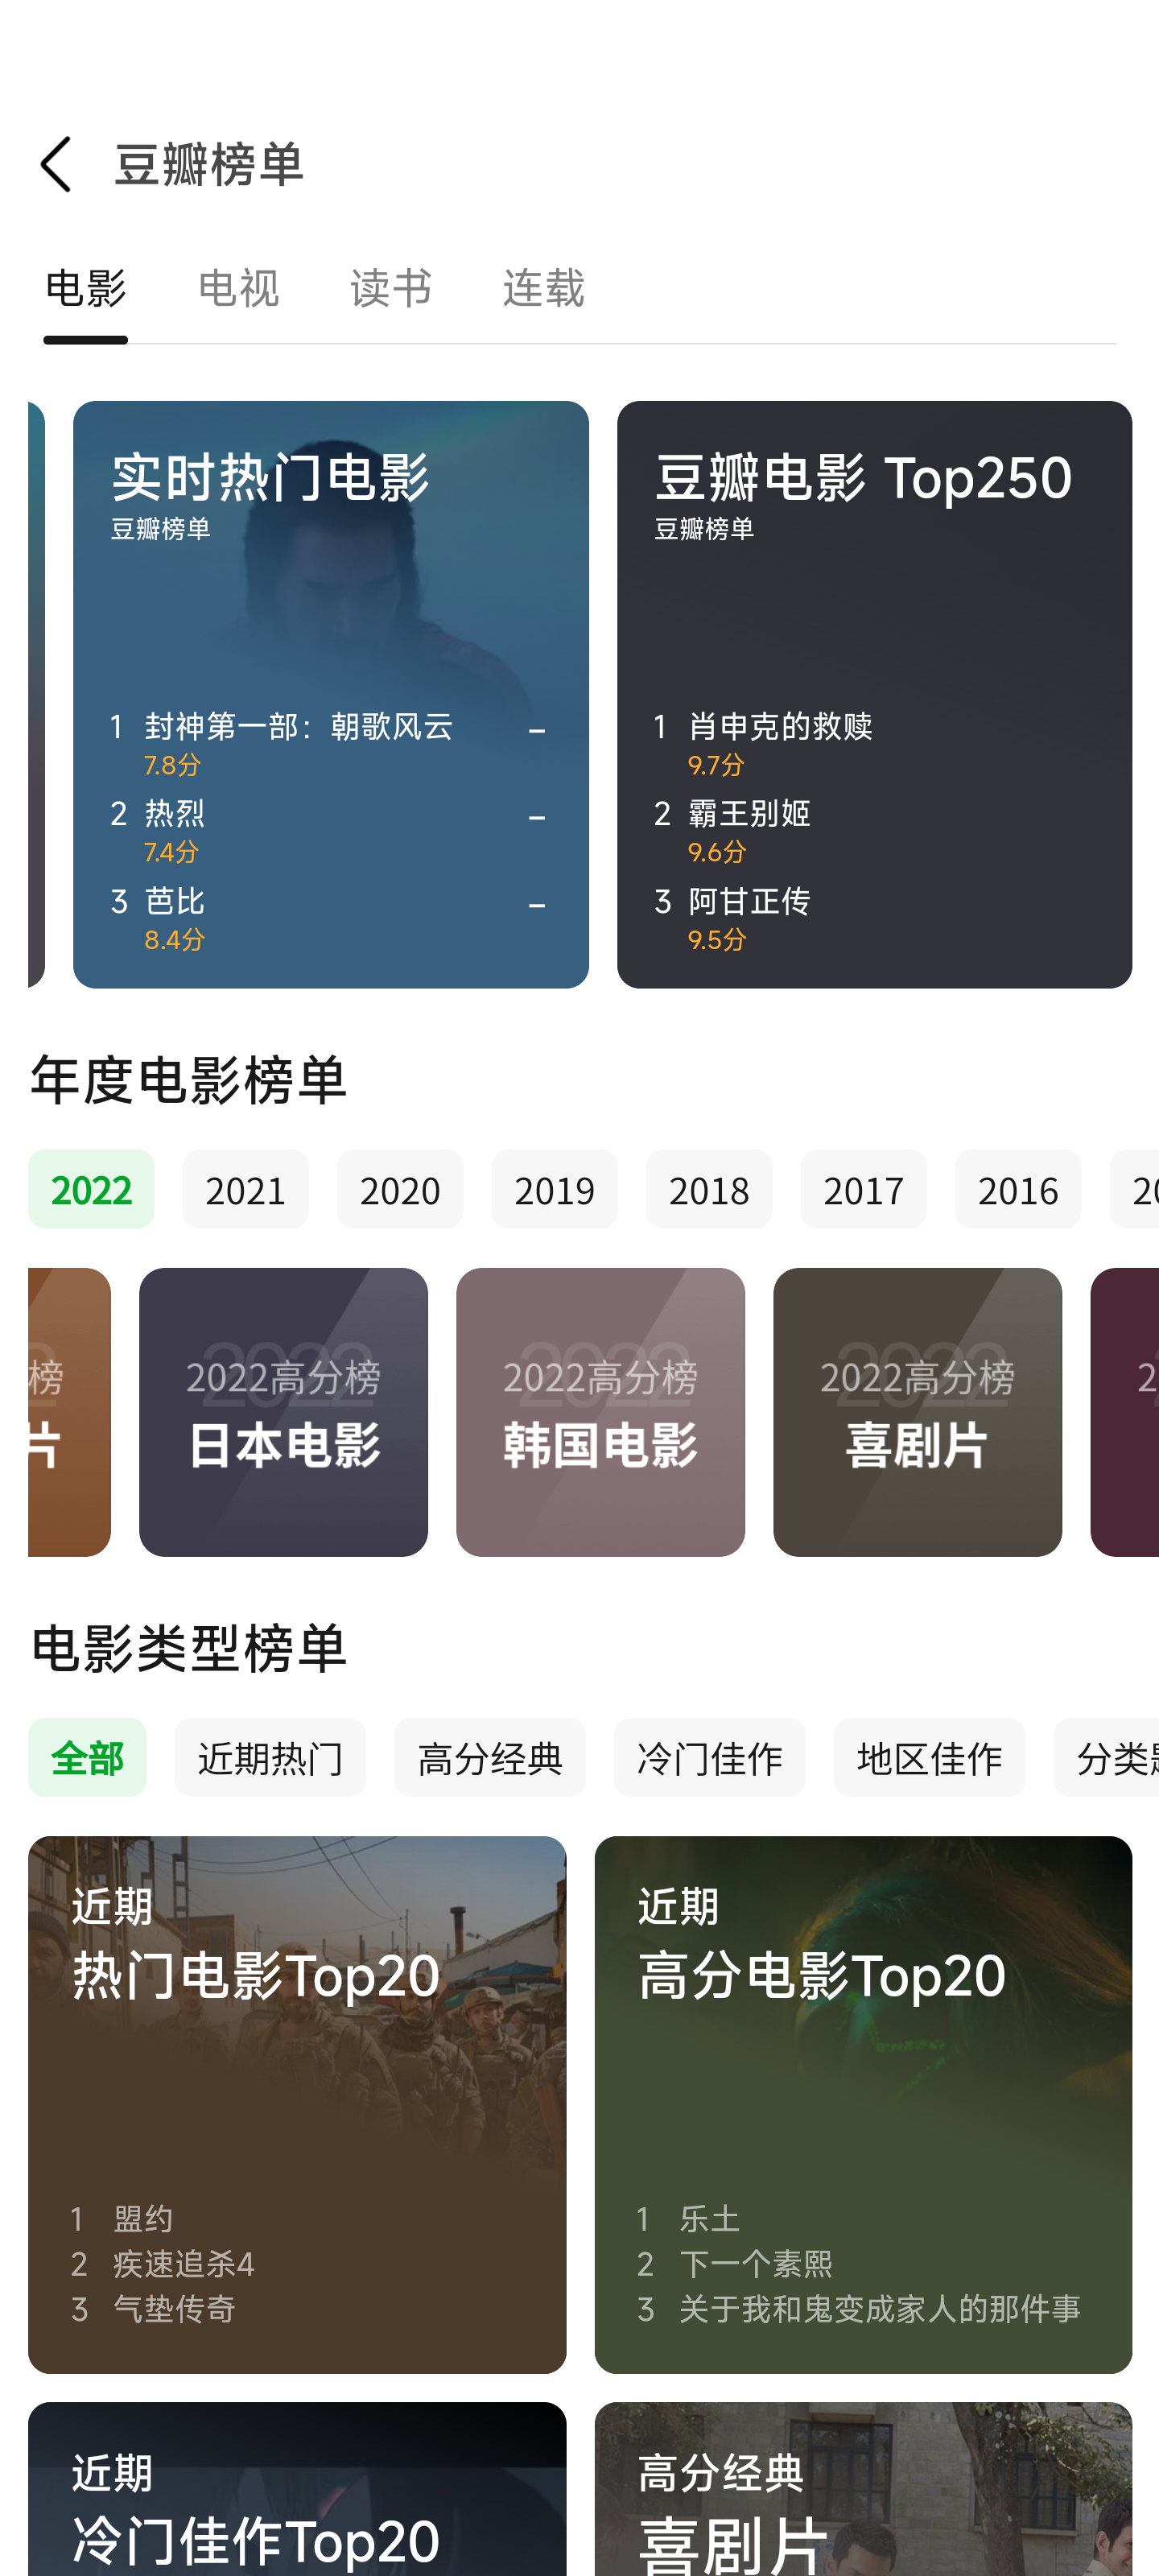 豆瓣榜单
电影 电视 读书 连载
实时热门电影
豆瓣榜单
1 封神第一部：朝歌风云 –
7.8分
2 热烈 –
7.4分
3 芭比 –
8.4分
豆瓣电影 Top250
豆瓣榜单
1 肖申克的救赎
9.7分
2 霸王别姬
9.6分
3 阿甘正传
9.5分
年度电影榜单
2022 2021 2020 2019 2018 2017 2016 20
榜
片
2022
2022高分榜
日本电影
2022
2022高分榜
韩国电影
2022
2022高分榜
喜剧片
2
电影类型榜单
全部 近期热门 高分经典 冷门佳作 地区佳作 分类
近期
热门电影Top20
1 盟约
2 疾速追杀4
3 气垫传奇
近期
高分电影Top20
1 乐土
2 下一个素熙
3 关于我和鬼变成家人的那件事
近期
冷门佳作Top20
高分经典
喜剧片